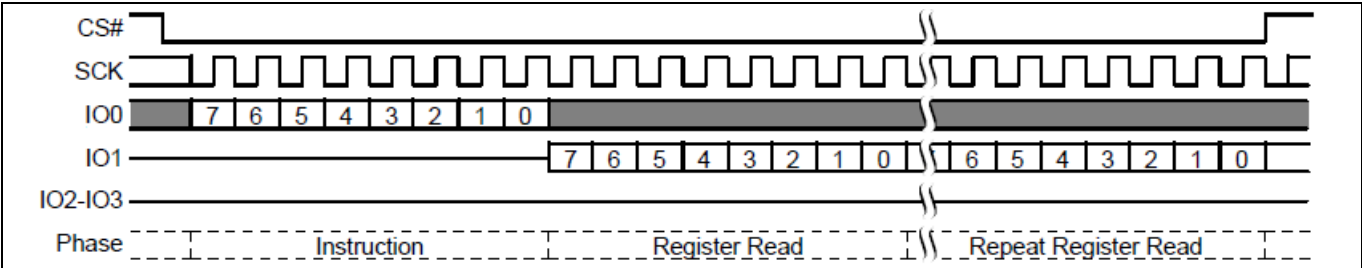 CS#
SCK
IO0 7 6 5 4 3 2 1 0
IO1 7 6 5 4 3 2 1 0 6 5 4 3 2 1 0
IO2-IO3
Phase Instruction Register Read Repeat Register Read